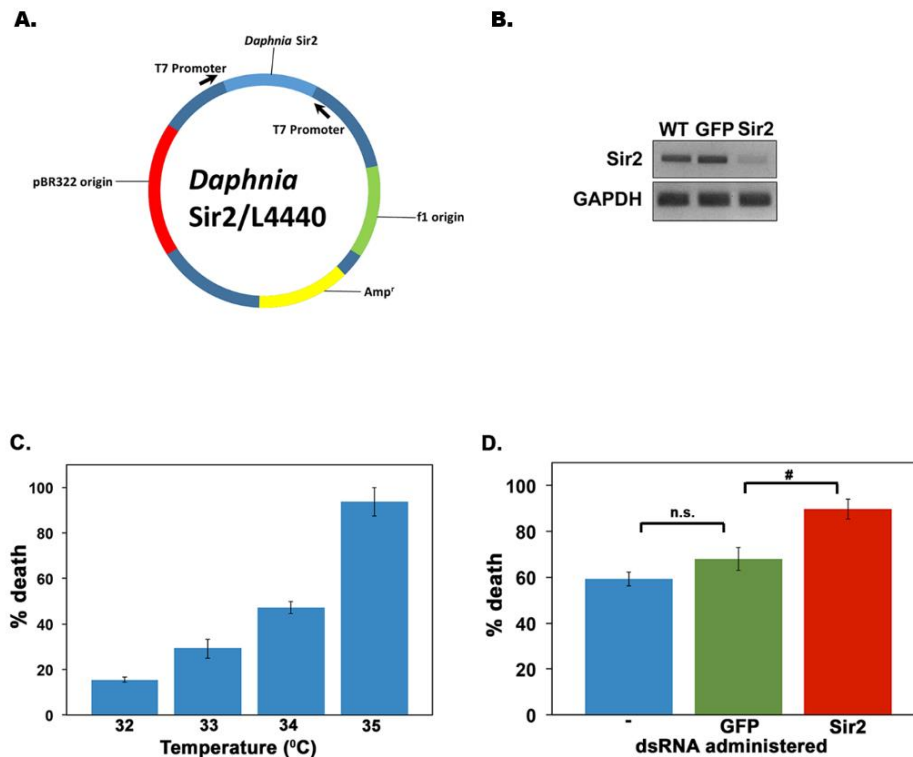 A.
Daphnia Sir2
T7 Promoter
T7 Promoter
pBR322 origin
Daphnia
Sir2/L4440
f1 origin
Ampʳ
B.
WT GFP Sir2
Sir2
GAPDH
C.
% death
100
80
60
40
20
0
32 33 34 35
Temperature (⁰C)
D.
% death
100
80
60
40
20
0
n.s.
#
- GFP Sir2
dsRNA administered